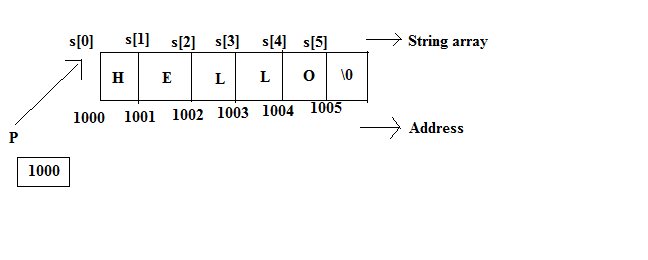 s[0] s[1] s[2] s[3] s[4] s[5] String array
H E L L O \0
1000 1001 1002 1003 1004 1005
Address
P
1000